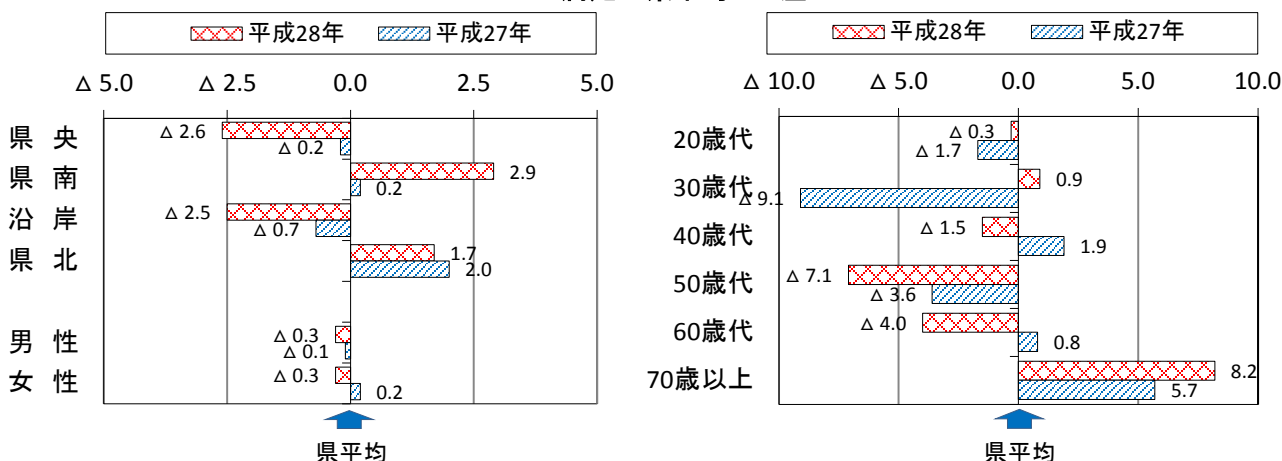 平成28年 平成27年
△ 5.0 △ 2.5 0.0 2.5 5.0
県 央 △ 2.6
△ 0.2
県 南 2.9
0.2
沿 岸 △ 2.5
△ 0.7
県 北 1.7
2.0
男 性 △ 0.3
△ 0.1
女 性 △ 0.3
0.2
県平均
平成28年 平成27年
△ 10.0 △ 5.0 0.0 5.0 10.0
20歳代 △ 0.3
△ 1.7
30歳代 0.9
△ 9.1
40歳代 △ 1.5
1.9
50歳代 △ 7.1
△ 3.6
60歳代 △ 4.0
0.8
70歳以上 8.2
5.7
県平均